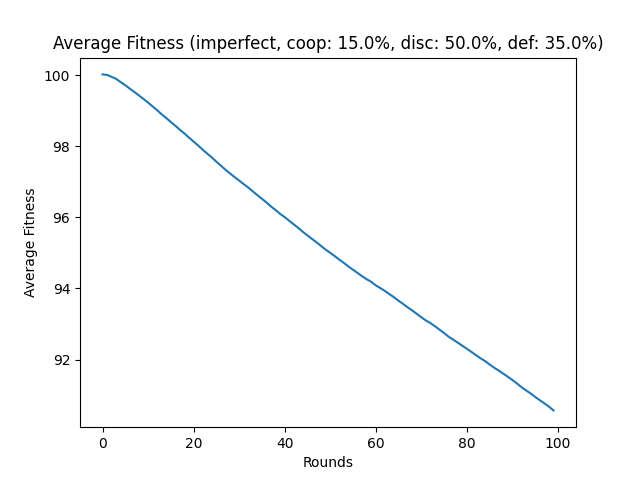 Average Fitness (imperfect, coop: 15.0%, disc: 50.0%, def: 35.0%)
Average Fitness
100
98
96
94
92
0 20 40 60 80 100
Rounds